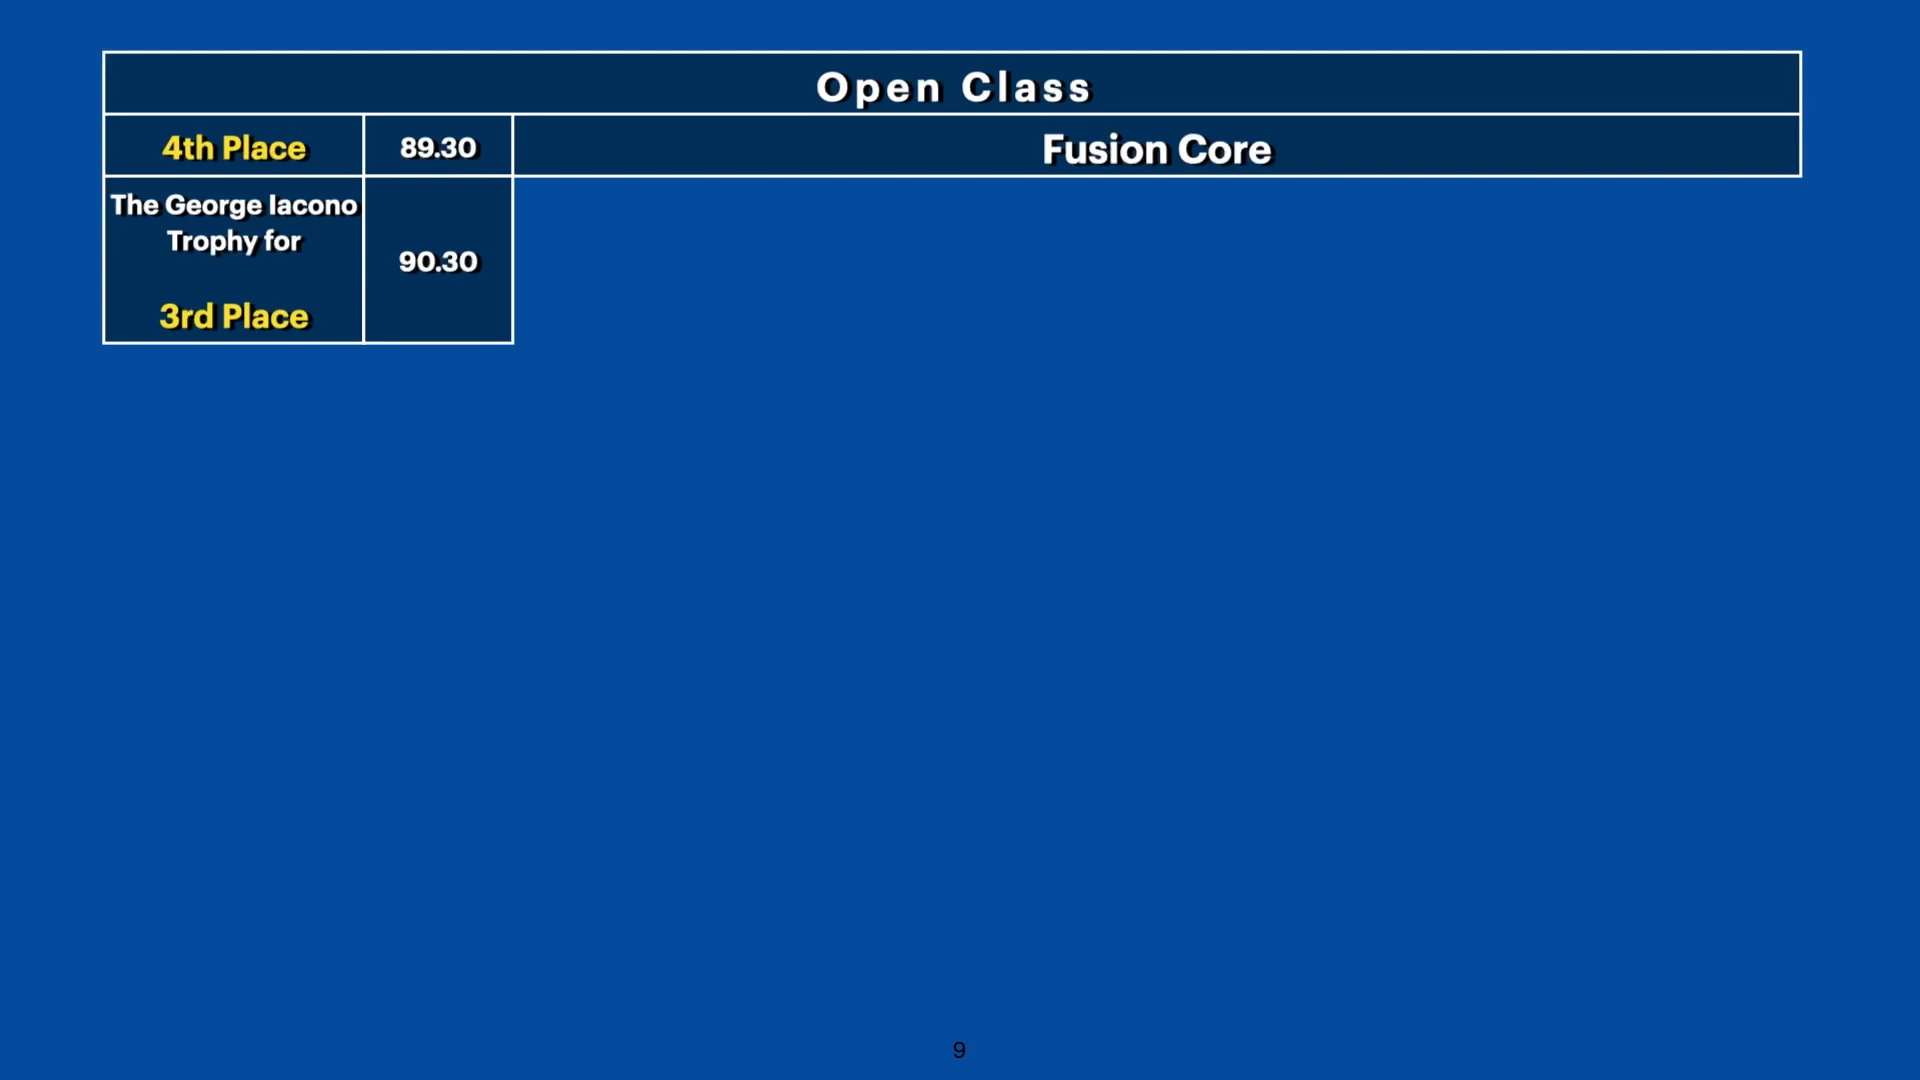 Open Class
4th Place 89.30 Fusion Core
The George Iacono
Trophy for
90.30
3rd Place
9